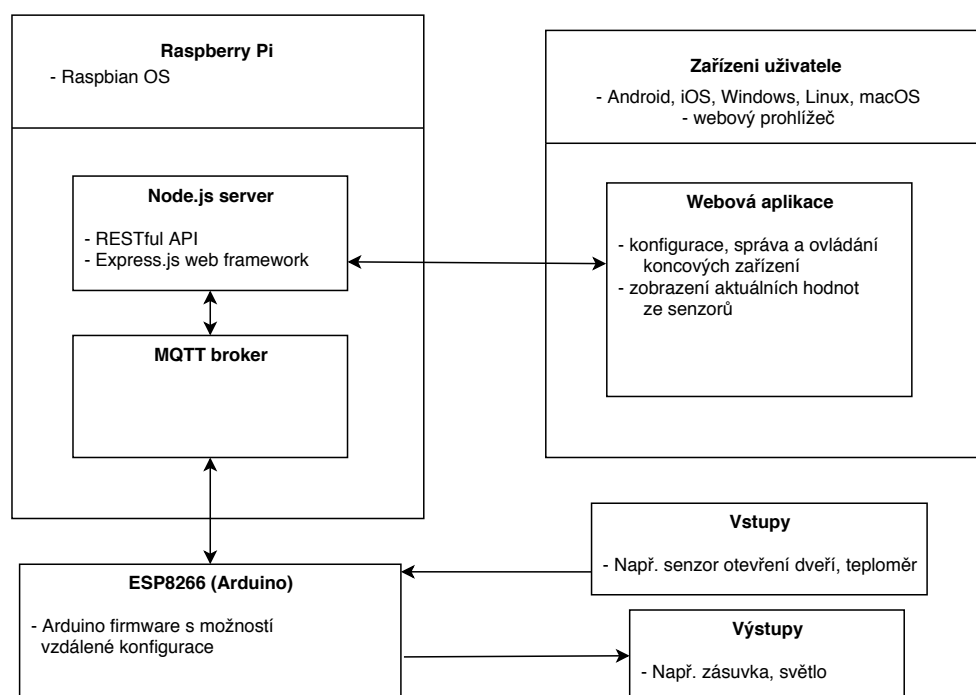 Raspberry Pi
- Raspbian OS
Node.js server
- RESTful API
- Express.js web framework
MQTT broker
Zařízeni uživatele
- Android, iOS, Windows, Linux, macOS
- webový prohlížeč
Webová aplikace
- konfigurace, správa a ovládání
koncových zařízení
- zobrazení aktuálních hodnot
ze senzorů
ESP8266 (Arduino)
- Arduino firmware s možností
vzdálené konfigurace
Vstupy
- Např. senzor otevření dveří, teploměr
Výstupy
- Např. zásuvka, světlo